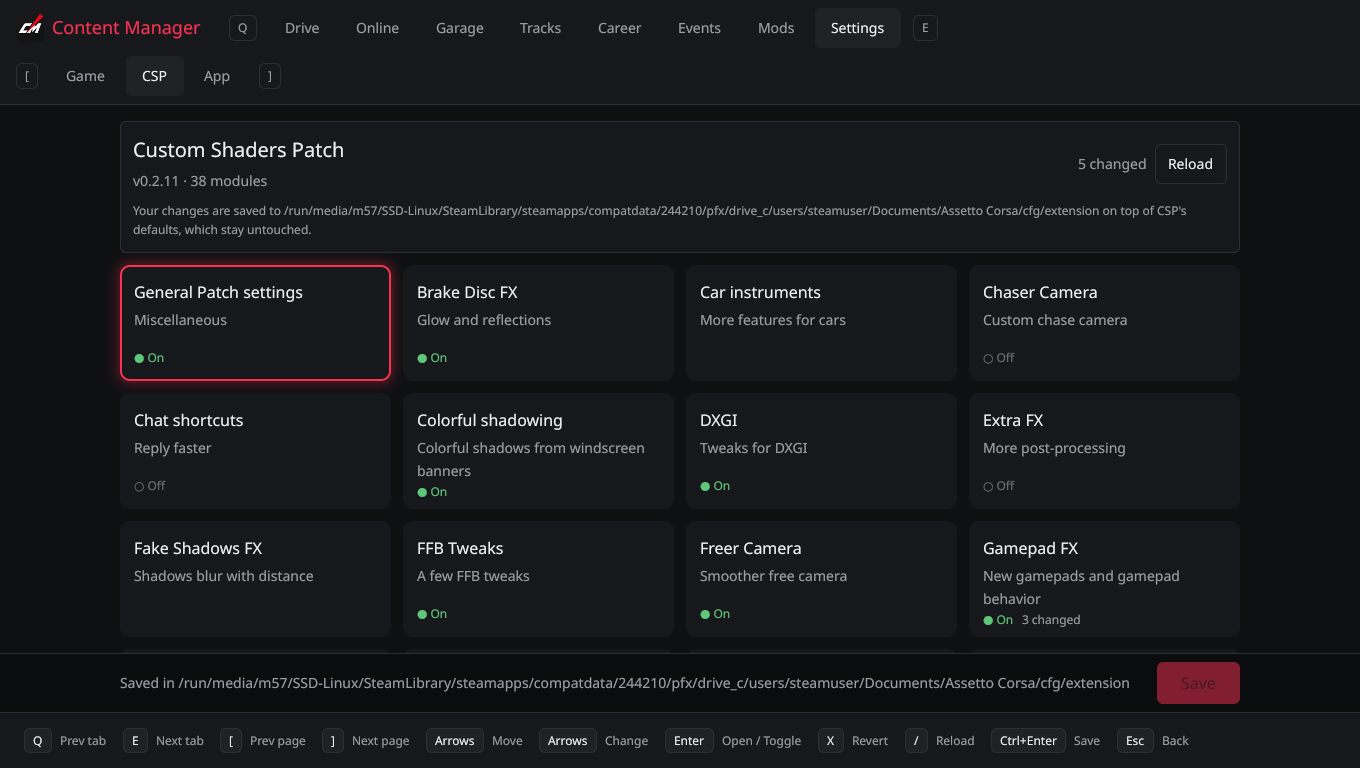 CM Content Manager Q Drive Online Garage Tracks Career Events Mods Settings E
[ Game CSP App ]
Custom Shaders Patch
v0.2.11 · 38 modules
5 changed Reload
Your changes are saved to /run/media/m57/SSD-Linux/SteamLibrary/steamapps/compatdata/244210/pfx/drive_c/users/steamuser/Documents/Assetto Corsa/cfg/extension on top of CSP's
defaults, which stay untouched.
General Patch settings
Miscellaneous
On
Brake Disc FX
Glow and reflections
On
Car instruments
More features for cars
Chaser Camera
Custom chase camera
Off
Chat shortcuts
Reply faster
Off
Colorful shadowing
Colorful shadows from windscreen
banners
On
DXGI
Tweaks for DXGI
On
Extra FX
More post-processing
Off
Fake Shadows FX
Shadows blur with distance
FFB Tweaks
A few FFB tweaks
On
Freer Camera
Smoother free camera
On
Gamepad FX
New gamepads and gamepad
behavior
On 3 changed
Saved in /run/media/m57/SSD-Linux/SteamLibrary/steamapps/compatdata/244210/pfx/drive_c/users/steamuser/Documents/Assetto Corsa/cfg/extension Save
Q Prev tab E Next tab [ Prev page ] Next page Arrows Move Arrows Change Enter Open / Toggle X Revert / Reload Ctrl+Enter Save Esc Back